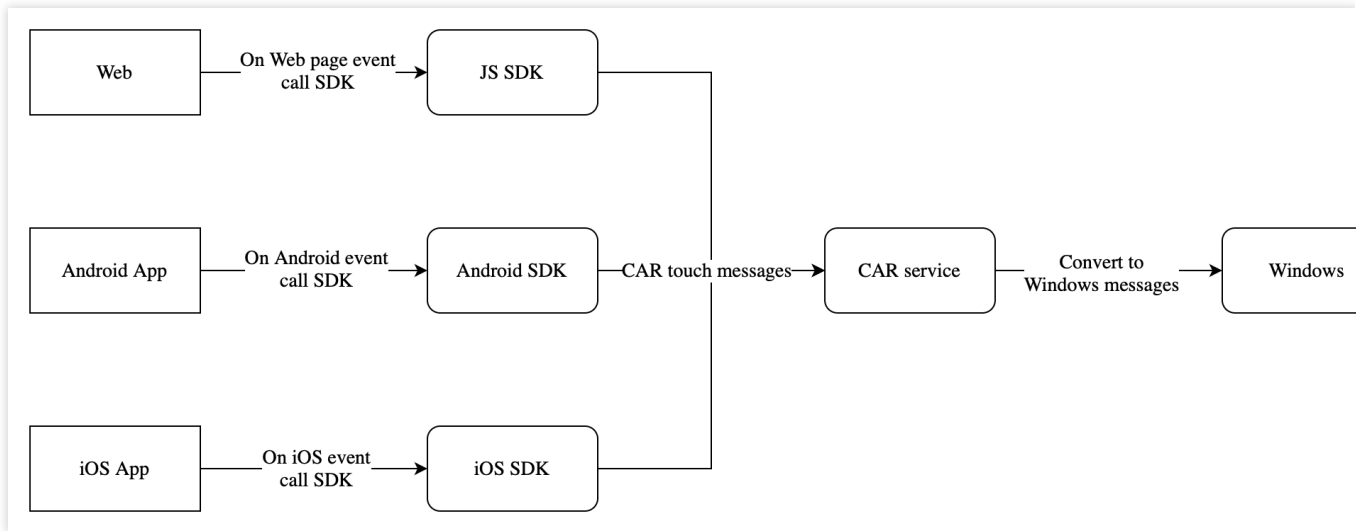 Web
On Web page event
call SDK
JS SDK
Android App
On Android event
call SDK
Android SDK
CAR touch messages
CAR service
Convert to
Windows messages
Windows
iOS App
On iOS event
call SDK
iOS SDK